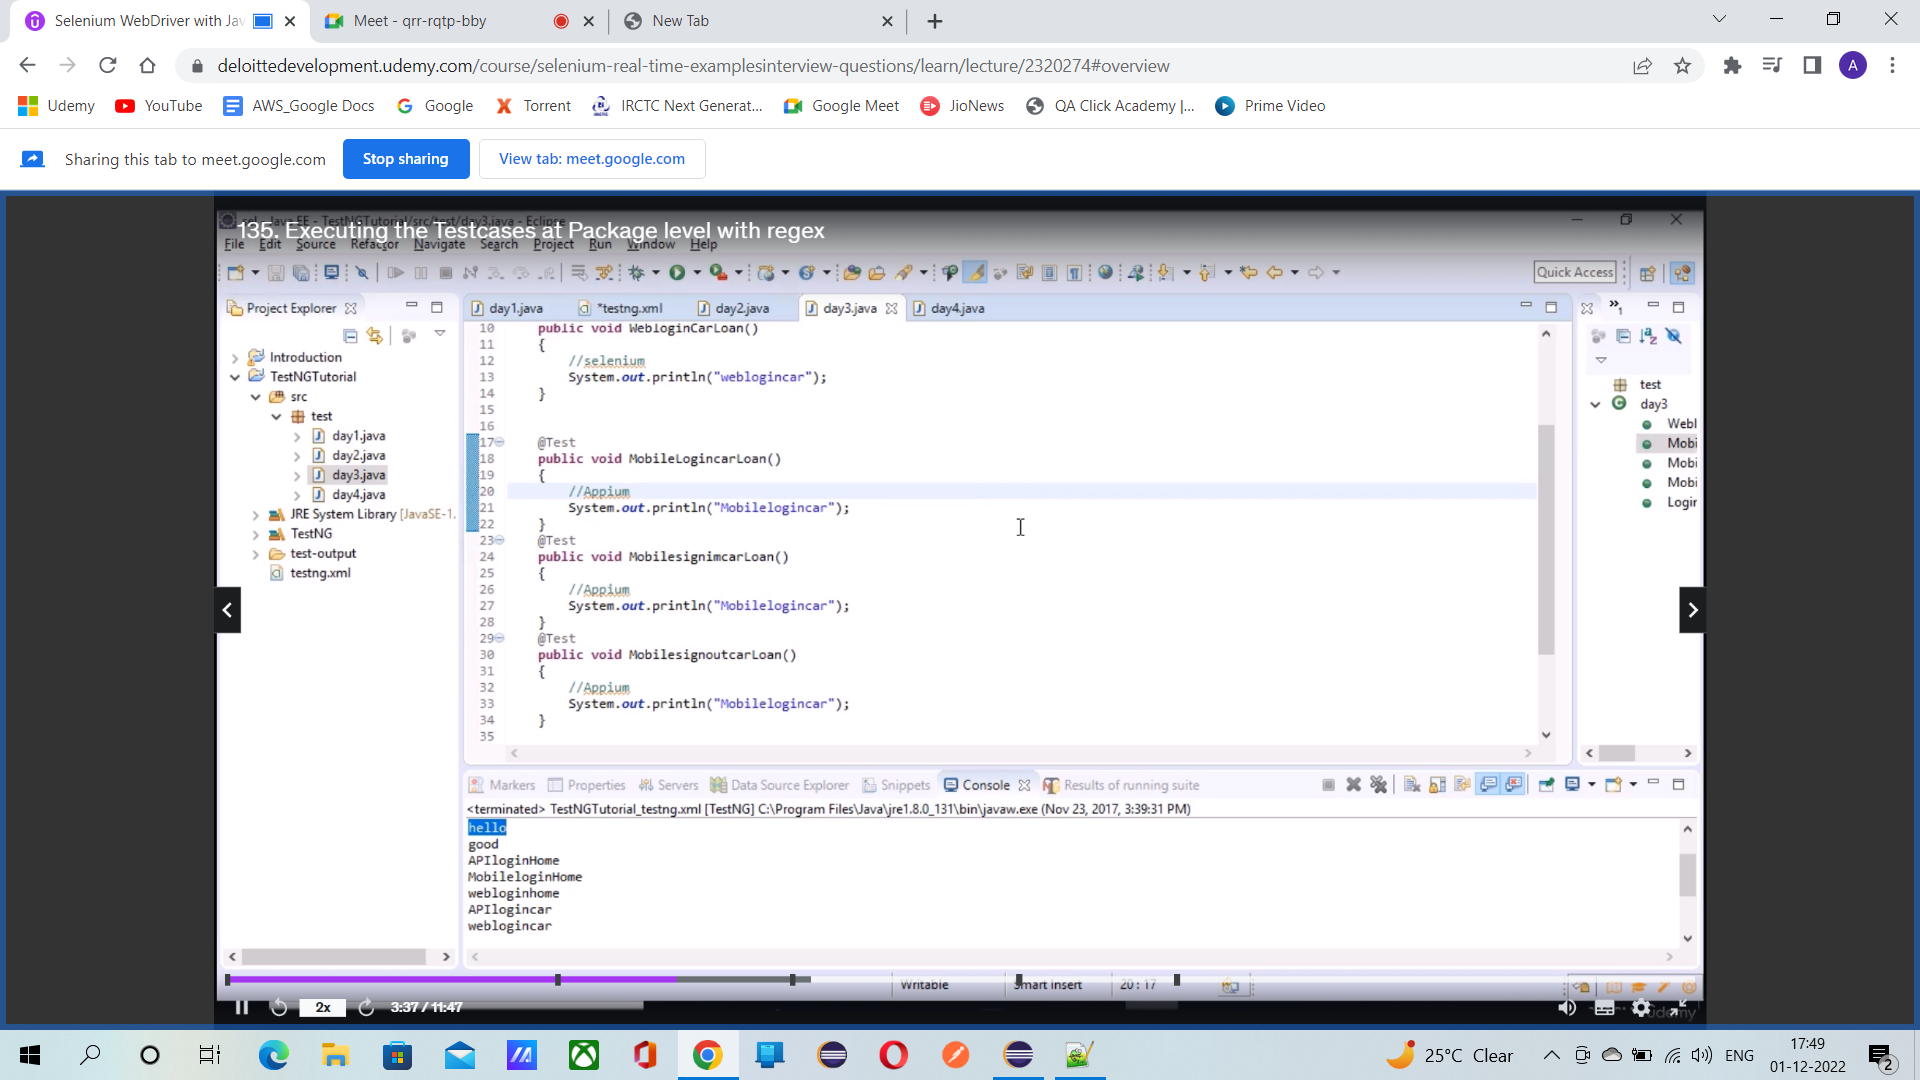 Selenium WebDriver with Jav
Meet - qrr-rqtp-bby
New Tab
deloittedevelopment.udemy.com/course/selenium-real-time-examplesinterview-questions/learn/lecture/2320274#overview
A
Udemy
YouTube
AWS_Google Docs
Google
Torrent
IRCTC Next Generat...
Google Meet
JioNews
QA Click Academy |...
Prime Video
Sharing this tab to meet.google.com
Stop sharing
View tab: meet.google.com
sel - Java EE - TestNGTutorial/src/test/day3.java - Eclipse
135. Executing the Testcases at Package level with regex
File Edit Source Refactor Navigate Search Project Run Window Help
Quick Access
Project Explorer
day1.java
*testng.xml
day2.java
day3.java
day4.java
Introduction
TestNGTutorial
src
test
day1.java
day2.java
day3.java
day4.java
JRE System Library [JavaSE-1.
TestNG
test-output
testng.xml
10 public void WebloginCarLoan()
11 {
12 //selenium
13 System.out.println("weblogincar");
14 }
15
16
17 @Test
18 public void MobileLogincarLoan()
19 {
20 //Appium
21 System.out.println("Mobilelogincar");
22 }
23 @Test
24 public void MobilesignimcarLoan()
25 {
26 //Appium
27 System.out.println("Mobilelogincar");
28 }
29 @Test
30 public void MobilesignoutcarLoan()
31 {
32 //Appium
33 System.out.println("Mobilelogincar");
34 }
35
test
day3
Webl
Mobi
Mobi
Mobi
Login
Markers
Properties
Servers
Data Source Explorer
Snippets
Console
Results of running suite
<terminated> TestNGTutorial_testng.xml [TestNG] C:\Program Files\Java\jre1.8.0_131\bin\javaw.exe (Nov 23, 2017, 3:39:31 PM)
hello
good
APIloginHome
MobileloginHome
webloginhome
APIlogincar
weblogincar
Writable
Smart Insert
20 : 17
2x
3:37 / 11:47
Udemy
25°C Clear
ENG
17:49
01-12-2022
2